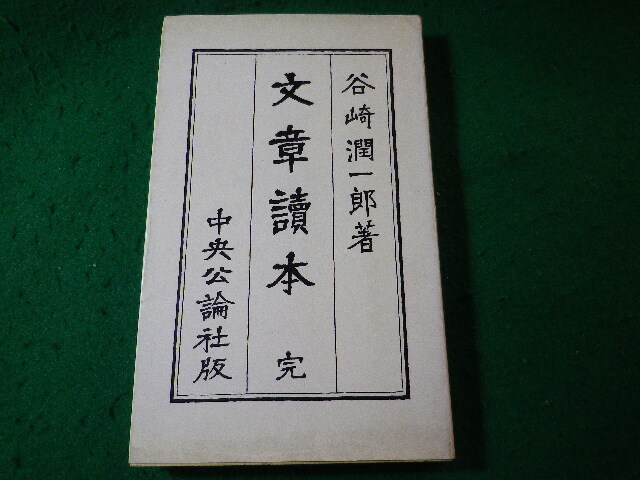 谷崎潤一郎著
文章讀本 完
中央公論社版